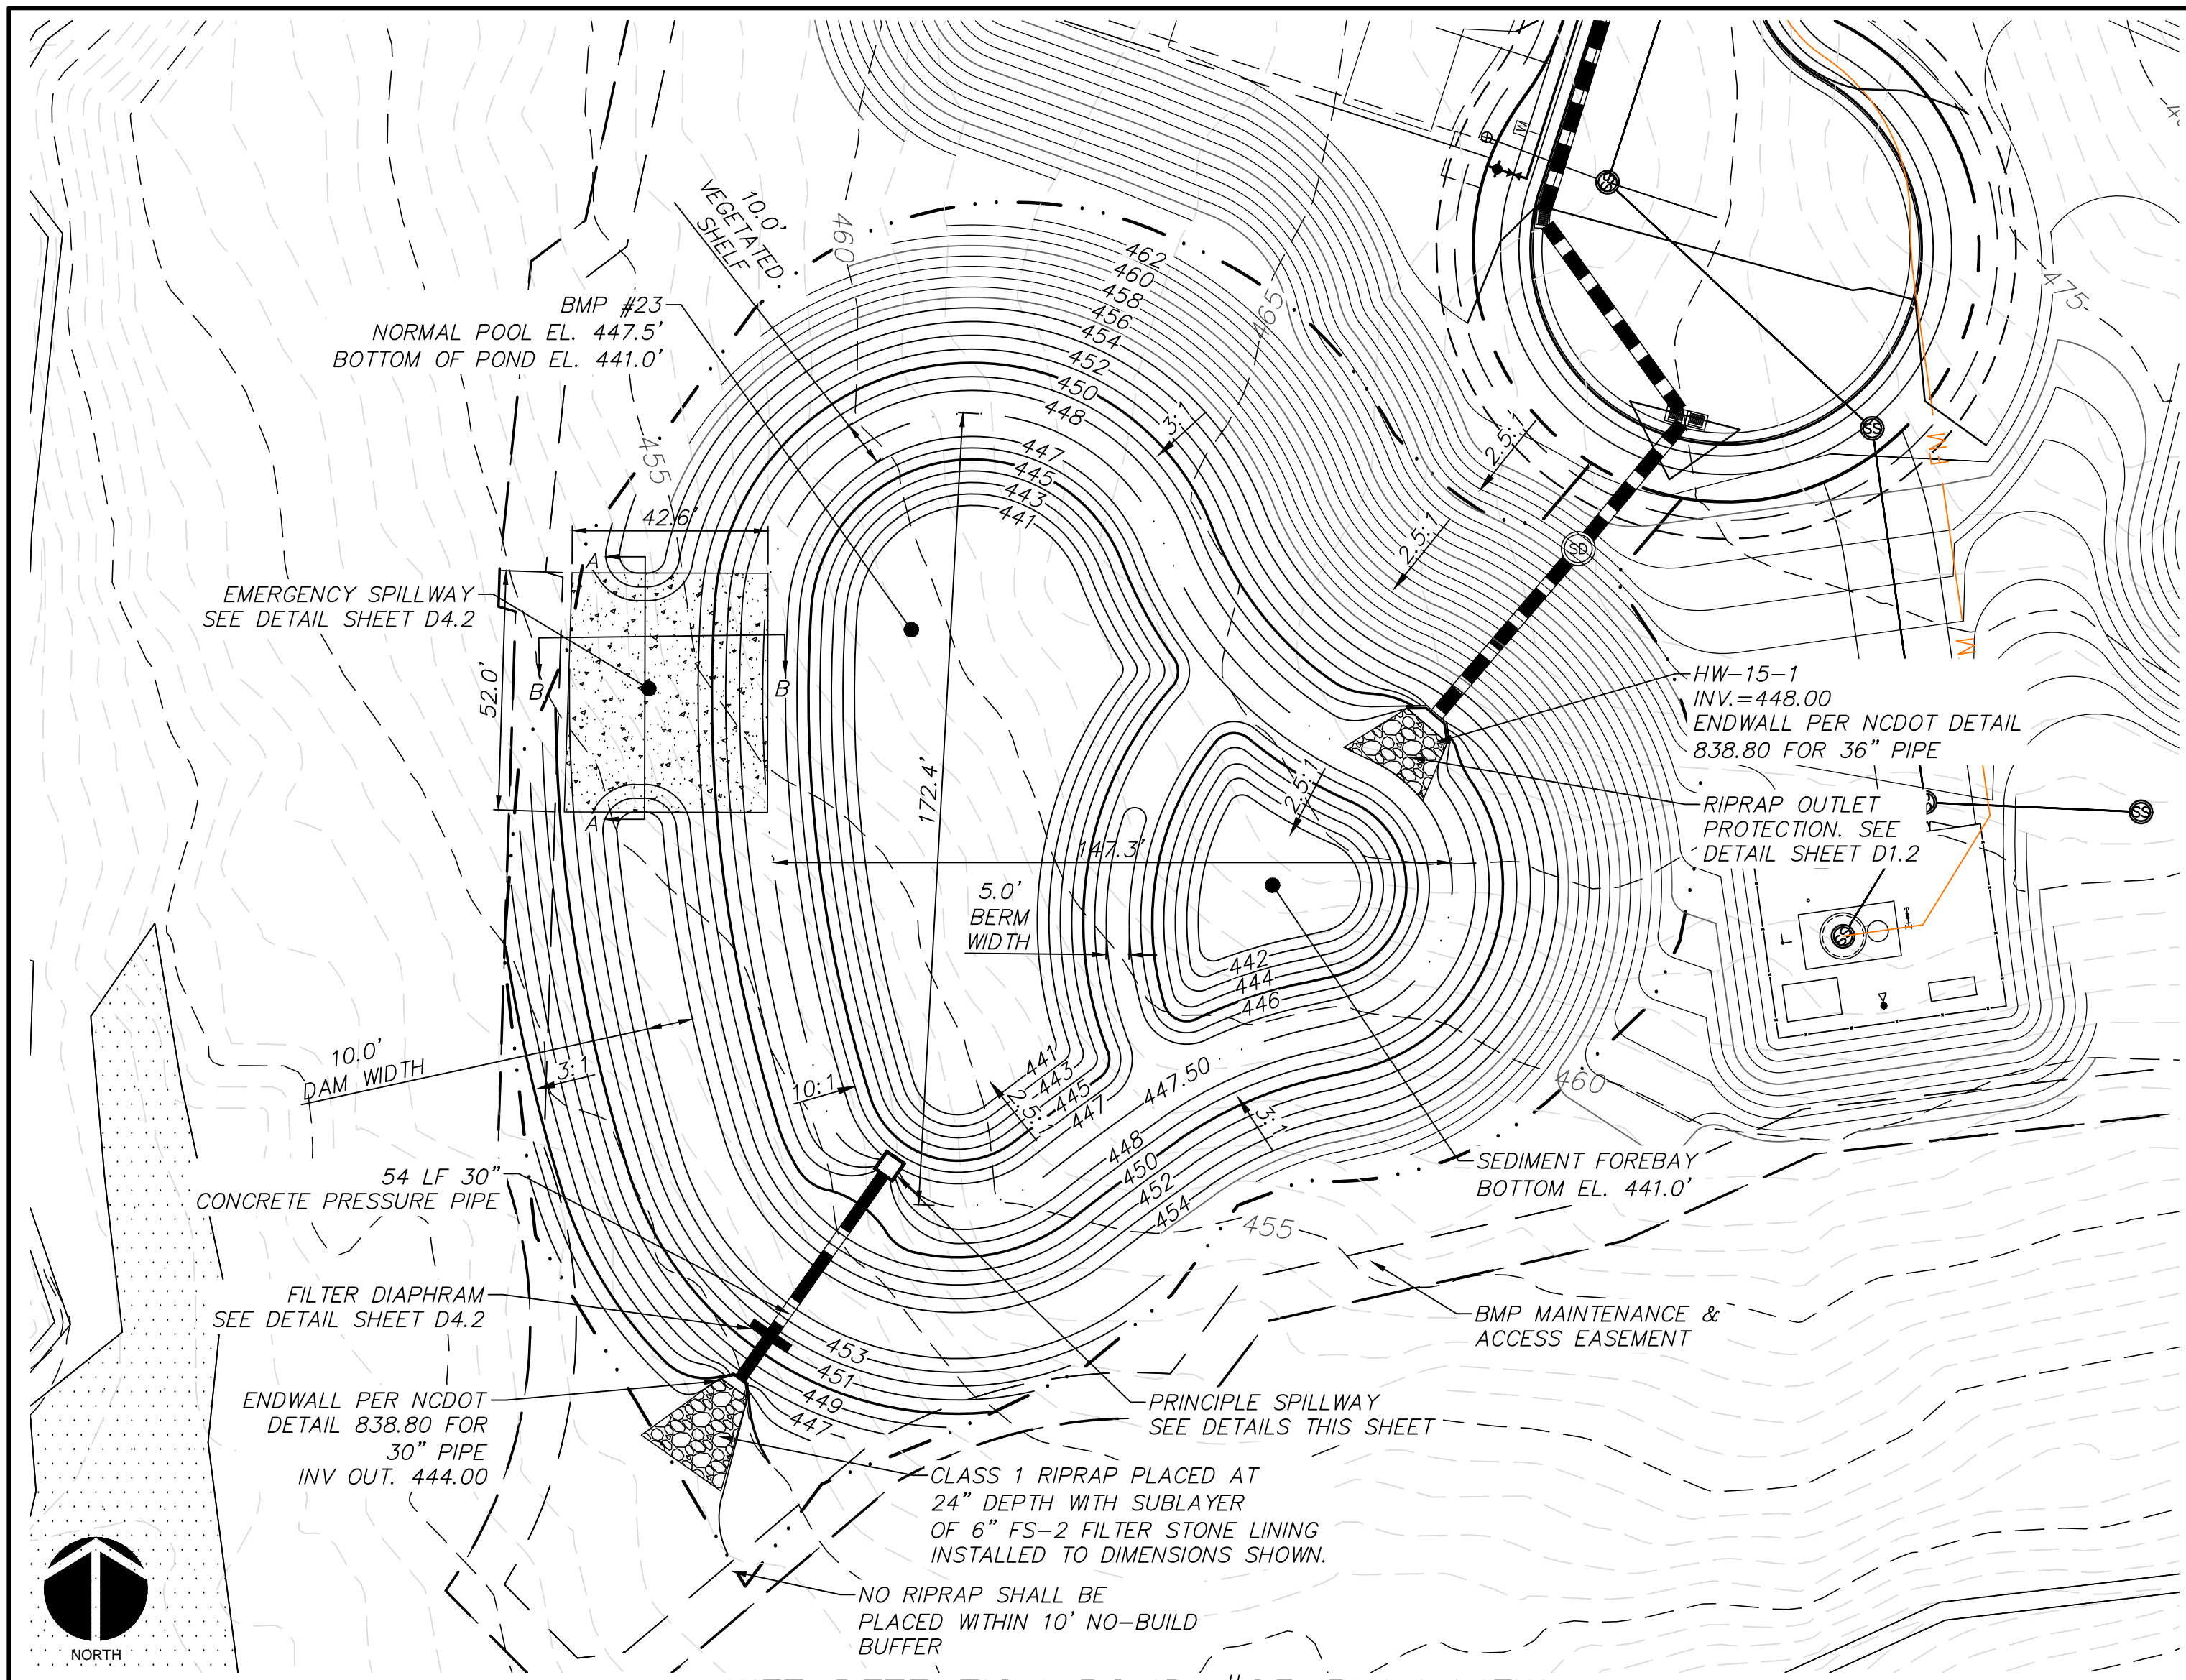 10.0'
VEGETATED
SHELF
460
462
460
458
456
454
452
450
448
465
475
W
SS
SS
FM
FM
BMP #23
NORMAL POOL EL. 447.5'
BOTTOM OF POND EL. 441.0'
455
447
445
443
441
3:1
2.5:1
2.5:1
SD
42.6'
A
EMERGENCY SPILLWAY
SEE DETAIL SHEET D4.2
52.0'
B
B
A
172.4'
147.3'
2.5:1
HW-15-1
INV.=448.00
ENDWALL PER NCDOT DETAIL
838.80 FOR 36" PIPE
RIPRAP OUTLET
PROTECTION. SEE
DETAIL SHEET D1.2
SS
SS
5.0'
BERM
WIDTH
442
444
446
10.0'
DAM WIDTH
3:1
10:1
441
443
445
447
2.5:1
447.50
448
450
452
454
3:1
460
455
54 LF 30"
CONCRETE PRESSURE PIPE
SEDIMENT FOREBAY
BOTTOM EL. 441.0'
FILTER DIAPHRAM
SEE DETAIL SHEET D4.2
BMP MAINTENANCE &
ACCESS EASEMENT
453
451
449
447
ENDWALL PER NCDOT
DETAIL 838.80 FOR
30" PIPE
INV OUT. 444.00
PRINCIPLE SPILLWAY
SEE DETAILS THIS SHEET
CLASS 1 RIPRAP PLACED AT
24" DEPTH WITH SUBLAYER
OF 6" FS-2 FILTER STONE LINING
INSTALLED TO DIMENSIONS SHOWN.
NO RIPRAP SHALL BE
PLACED WITHIN 10' NO-BUILD
BUFFER
NORTH